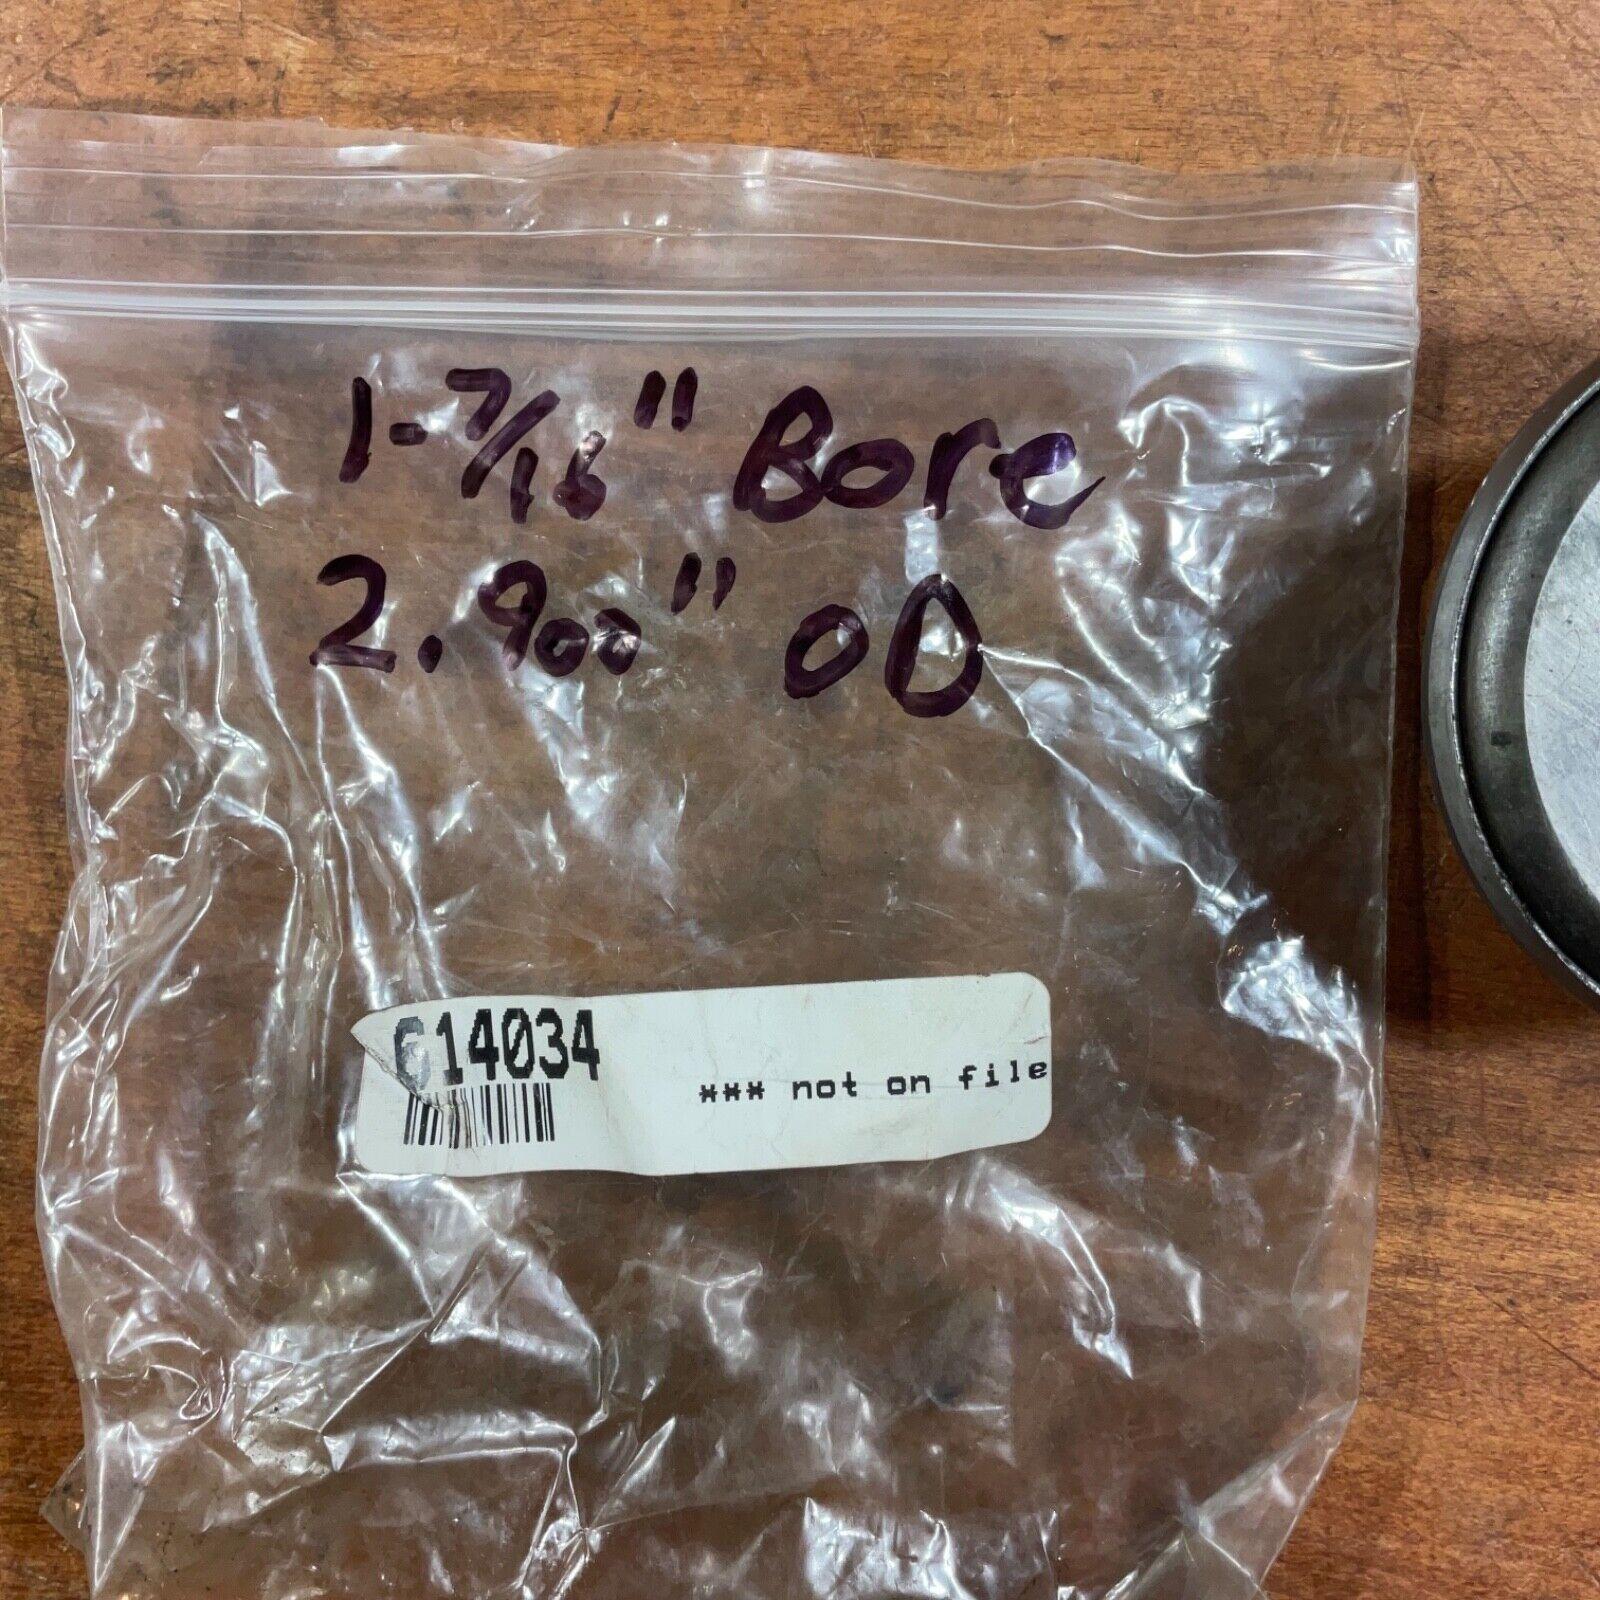 1-7/16" Bore
2.900" OD
614034
*** not on file